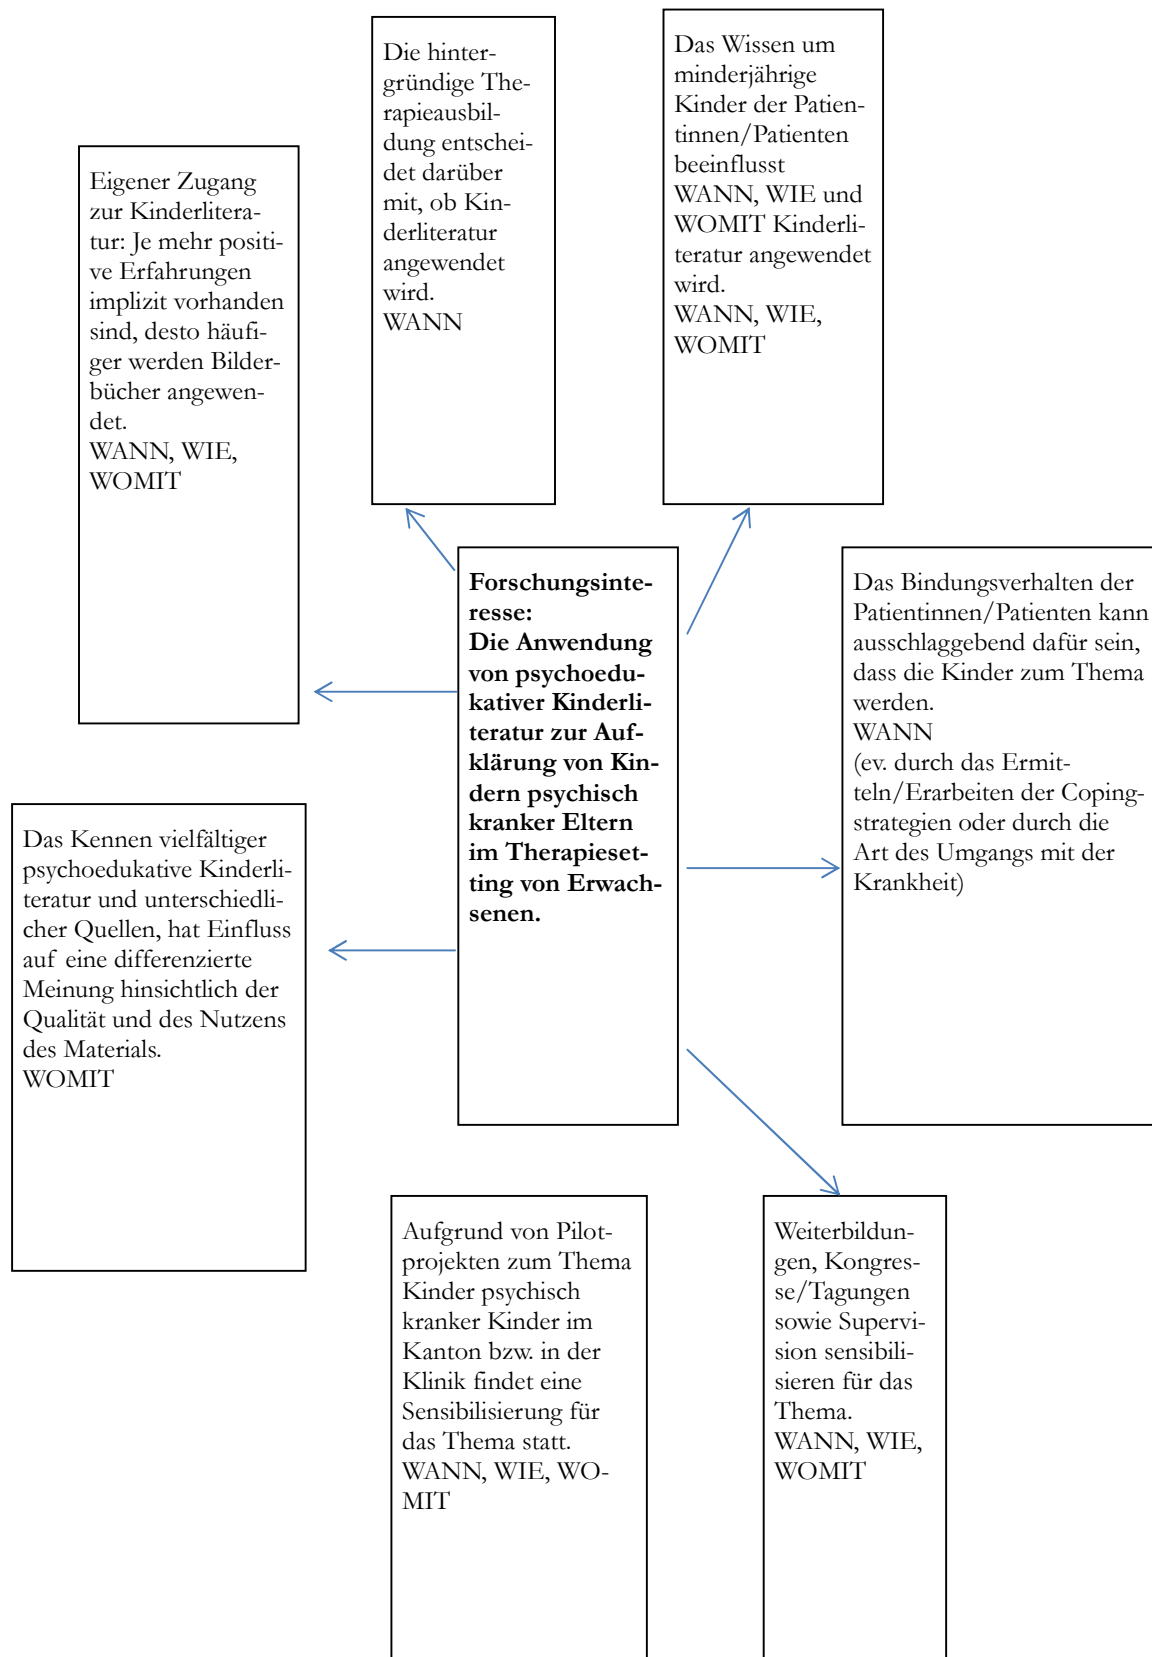 Die hinter-
gründige The-
rapieausbil-
dung entschei-
det darüber
mit, ob Kin-
derliteratur
angewendet
wird.
WANN
Das Wissen um
minderjährige
Kinder der Patien-
tinnen/Patienten
beeinflusst
WANN, WIE und
WOMIT Kinderli-
teratur angewendet
wird.
WANN, WIE,
WOMIT
Eigener Zugang
zur Kinderlitera-
tur: Je mehr positi-
ve Erfahrungen
implizit vorhanden
sind, desto häufi-
ger werden Bilder-
bücher angewen-
det.
WANN, WIE,
WOMIT
Forschungsinte-
resse:
Die Anwendung
von psychoedu-
kativer Kinderli-
teratur zur Auf-
klärung von Kin-
dern psychisch
kranker Eltern
im Therapieset-
ting von Erwach-
senen.
Das Bindungsverhalten der
Patientinnen/Patienten kann
ausschlaggebend dafür sein,
dass die Kinder zum Thema
werden.
WANN
(ev. durch das Ermit-
teln/Erarbeiten der Coping-
strategien oder durch die
Art des Umgangs mit der
Krankheit)
Das Kennen vielfältiger
psychoedukative Kinderli-
teratur und unterschiedli-
cher Quellen, hat Einfluss
auf eine differenzierte
Meinung hinsichtlich der
Qualität und des Nutzens
des Materials.
WOMIT
Aufgrund von Pilot-
projekten zum Thema
Kinder psychisch
kranker Kinder im
Kanton bzw. in der
Klinik findet eine
Sensibilisierung für
das Thema statt.
WANN, WIE, WO-
MIT
Weiterbildun-
gen, Kongres-
se/Tagungen
sowie Supervi-
sion sensibili-
sieren für das
Thema.
WANN, WIE,
WOMIT